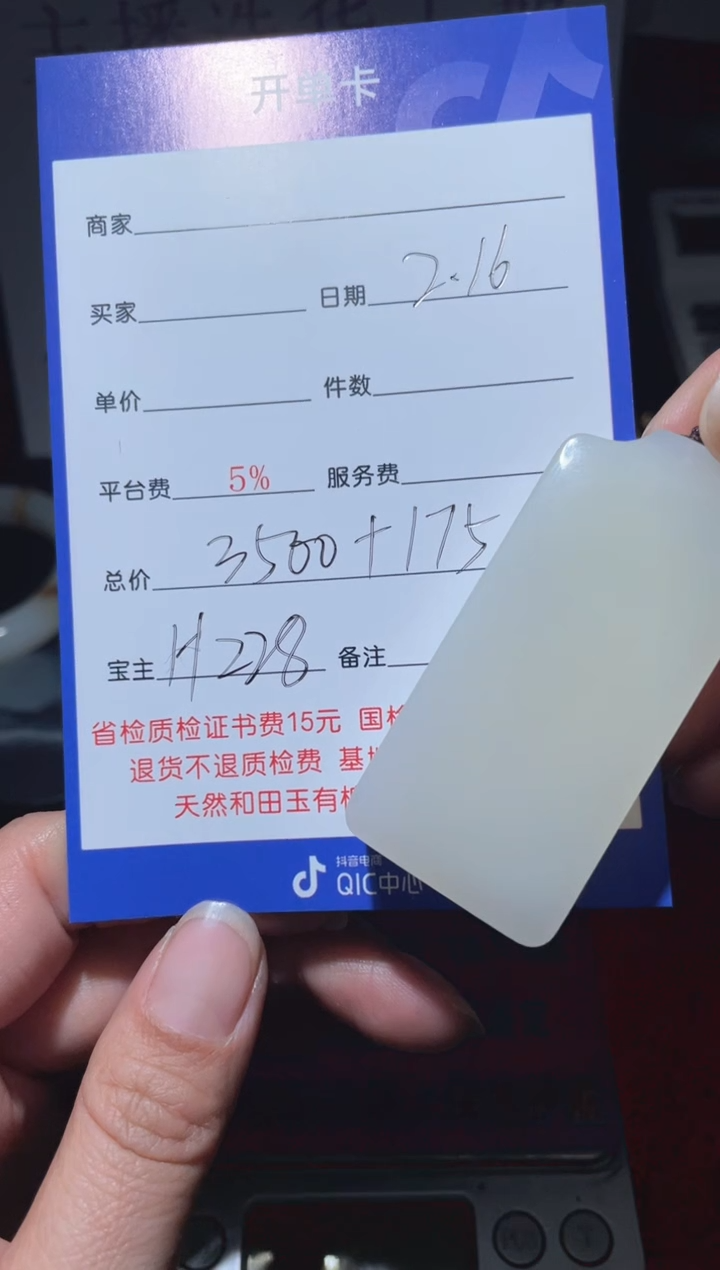 开单卡
商家
买家 日期 2.16
单价 件数
平台费 5% 服务费
总价 3500+175
宝主 H228 备注
省检质检证书费15元 国检
退货不退质检费
天然和田玉有
抖音电商
QIC中心